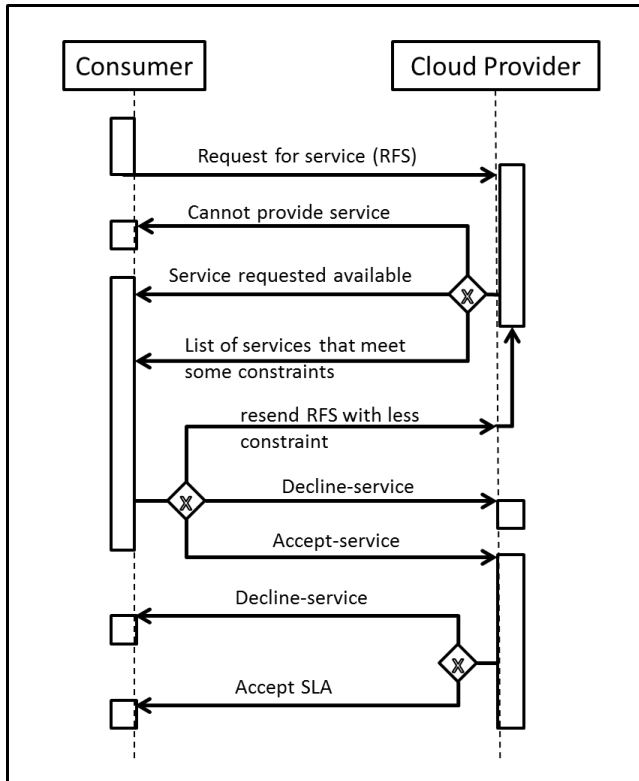 Consumer
Cloud Provider
Request for service (RFS)
Cannot provide service
X
Service requested available
List of services that meet
some constraints
resend RFS with less
constraint
X
Decline-service
Accept-service
Decline-service
X
Accept SLA